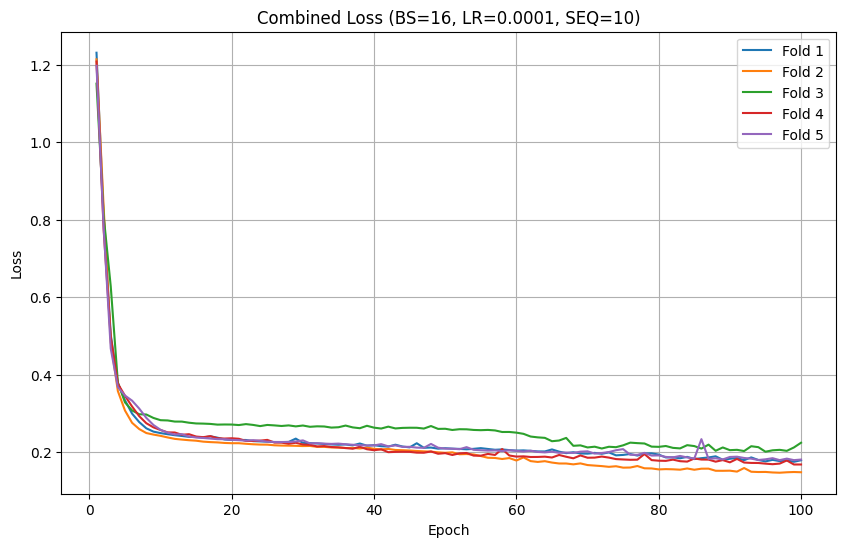 Combined Loss (BS=16, LR=0.0001, SEQ=10)
Fold 1
Fold 2
Fold 3
Fold 4
Fold 5
Loss
1.2
1.0
0.8
0.6
0.4
0.2
0
20
40
60
80
100
Epoch